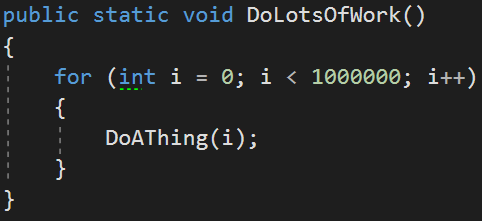 public static void DoLotsOfWork()
{
    for (int i = 0; i < 1000000; i++)
    {
        DoAThing(i);
    }
}